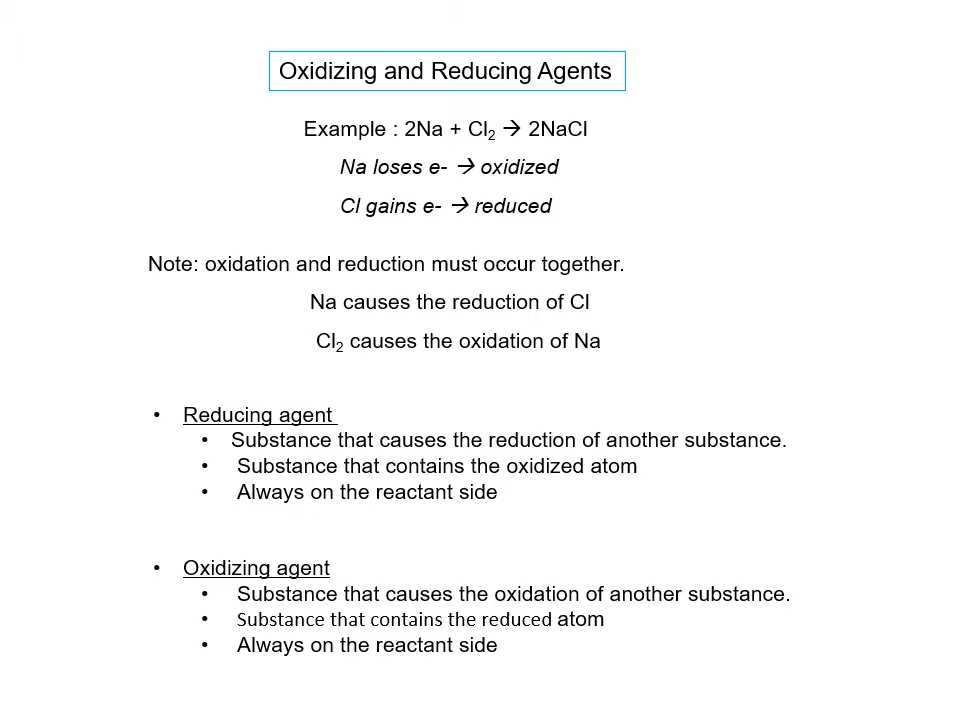 Oxidizing and Reducing Agents
Example : 2Na + Cl₂ → 2NaCl
Na loses e- → oxidized
Cl gains e- → reduced
Note: oxidation and reduction must occur together.
Na causes the reduction of Cl
Cl₂ causes the oxidation of Na
• Reducing agent
• Substance that causes the reduction of another substance.
• Substance that contains the oxidized atom
• Always on the reactant side
• Oxidizing agent
• Substance that causes the oxidation of another substance.
• Substance that contains the reduced atom
• Always on the reactant side